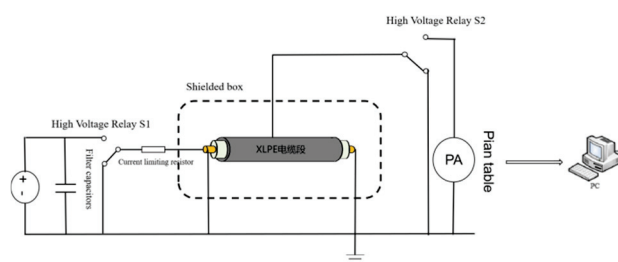 High Voltage Relay S2
Shielded box
High Voltage Relay S1
XLPE电缆段
Current limiting resistor
Filter capacitors
+
-
PA
Pian table
PC